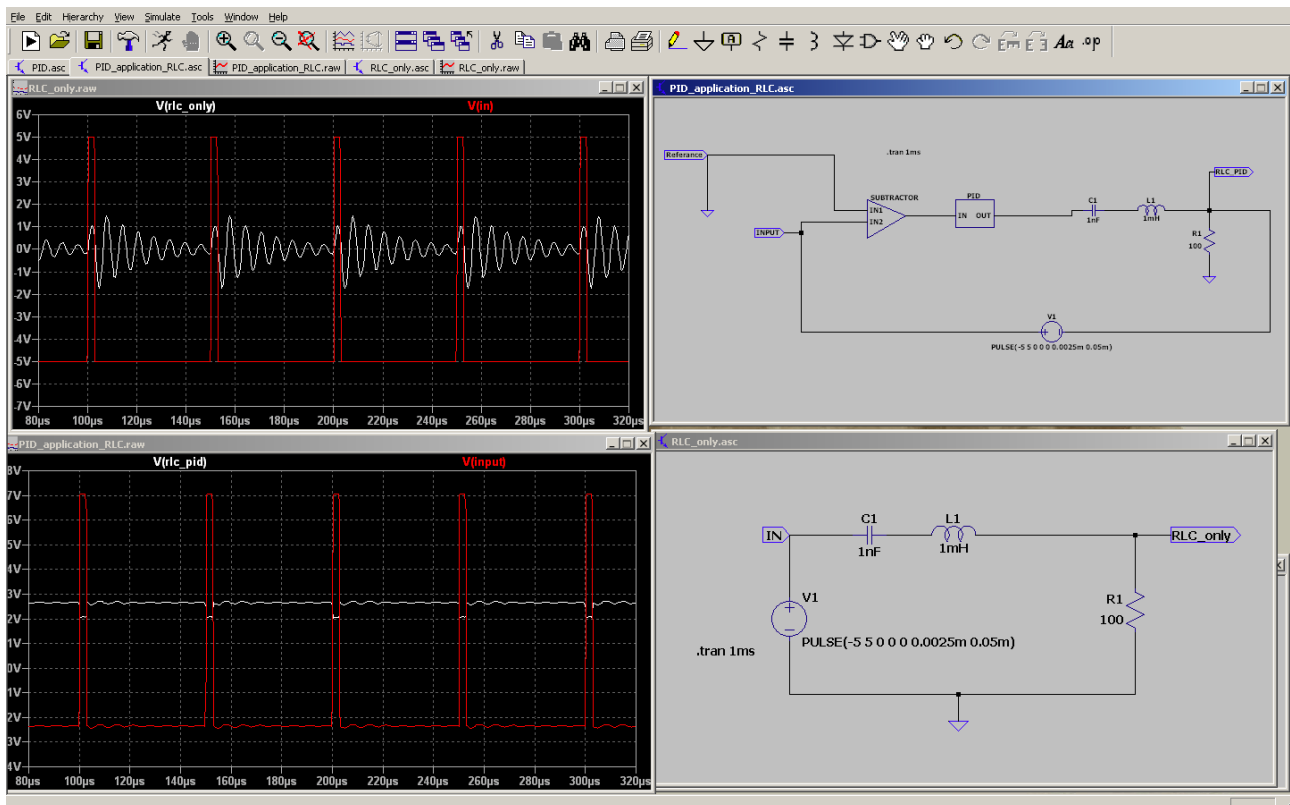 File Edit Hierarchy View Simulate Tools Window Help
PID.asc PID_application_RLC.asc PID_application_RLC.raw RLC_only.asc RLC_only.raw
RLC_only.raw
V(rlc_only) V(in)
6V
5V
4V
3V
2V
1V
0V
-1V
-2V
-3V
-4V
-5V
-6V
-7V
80µs 100µs 120µs 140µs 160µs 180µs 200µs 220µs 240µs 260µs 280µs 300µs 320µs
PID_application_RLC.asc
Referance
.tran 1ms
RLC_PID
SUBTRACTOR
IN1
IN2
PID
IN OUT
C1
1nF
L1
1mH
INPUT
R1
100
V1
PULSE(-5 5 0 0 0 0.0025m 0.05m)
PID_application_RLC.raw
V(rlc_pid) V(input)
8V
7V
6V
5V
4V
3V
2V
1V
0V
1V
2V
3V
4V
80µs 100µs 120µs 140µs 160µs 180µs 200µs 220µs 240µs 260µs 280µs 300µs 320µs
RLC_only.asc
IN
C1
1nF
L1
1mH
RLC_only
V1
R1
100
PULSE(-5 5 0 0 0 0.0025m 0.05m)
.tran 1ms